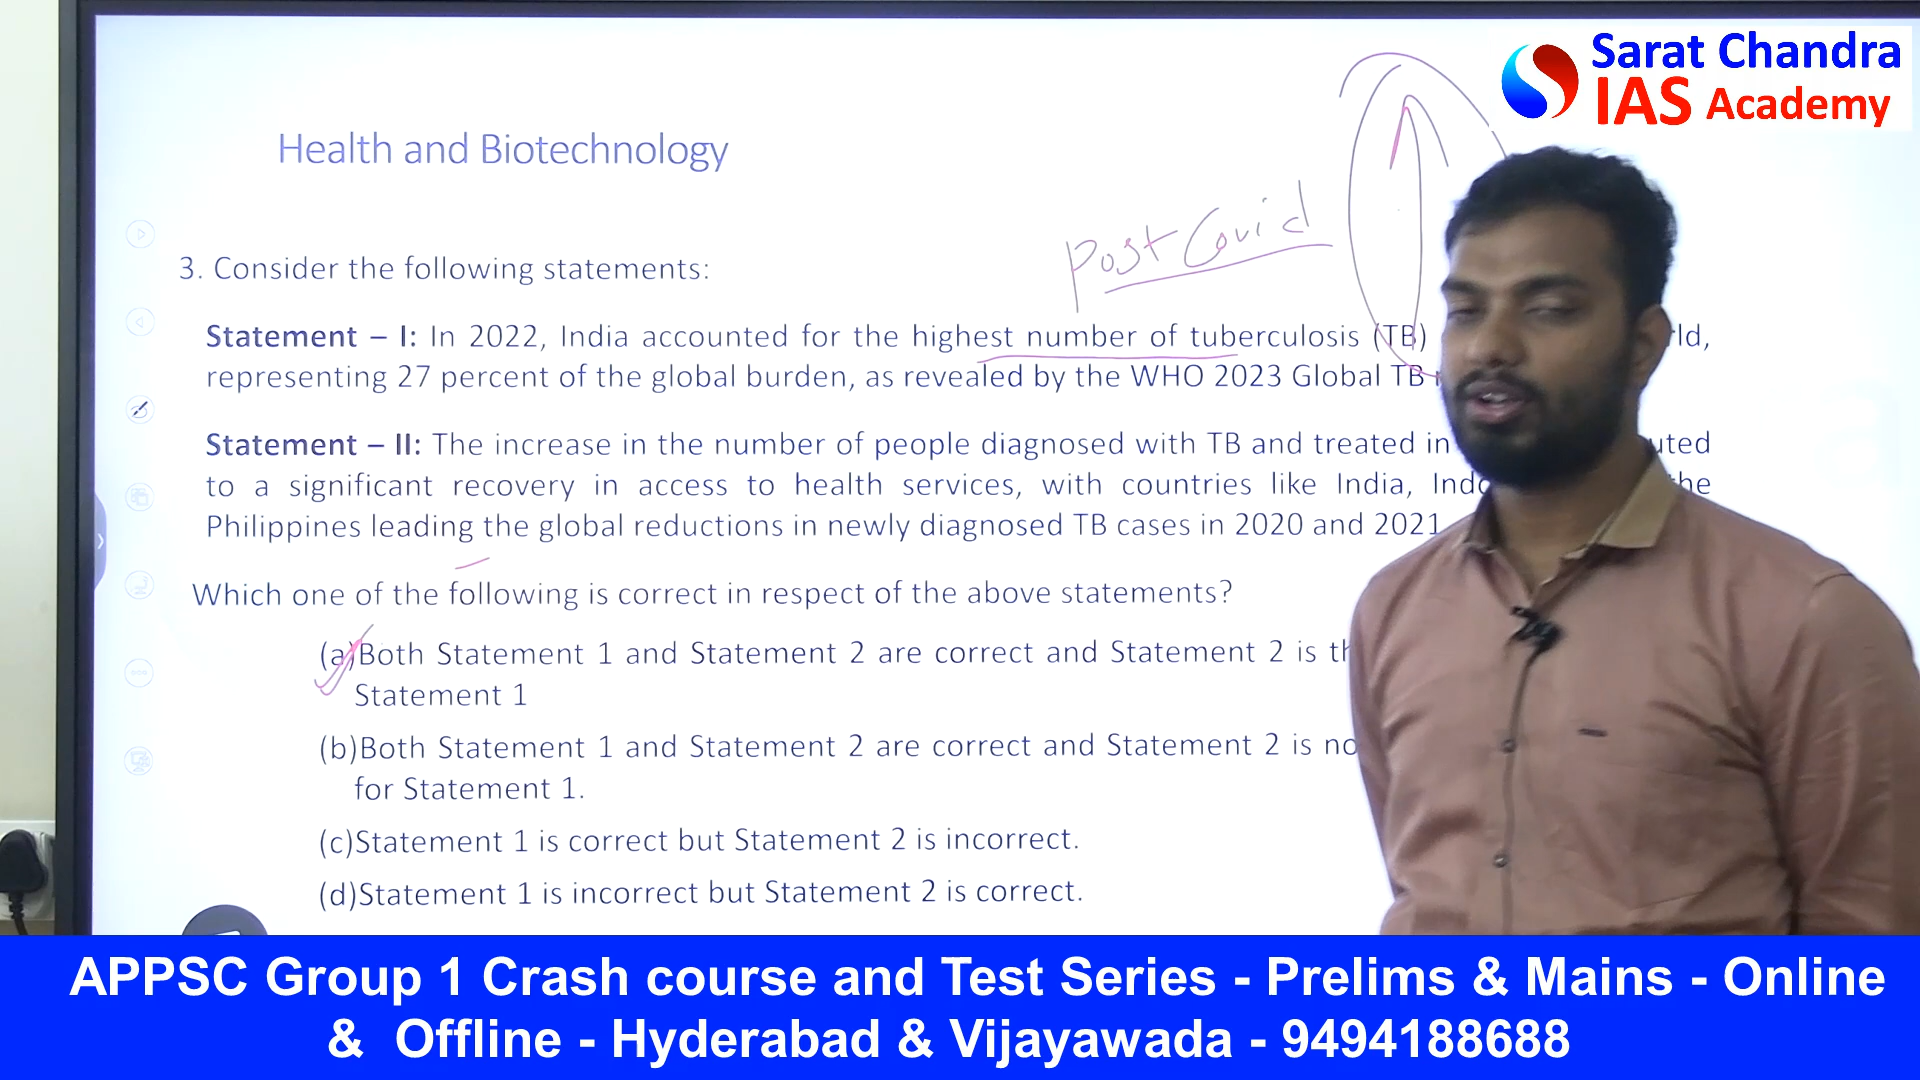 Sarat Chandra
IAS Academy
Health and Biotechnology
Post Covid
3. Consider the following statements:
Statement – I: In 2022, India accounted for the highest number of tuberculosis (TB)
representing 27 percent of the global burden, as revealed by the WHO 2023 Global TB
Statement – II: The increase in the number of people diagnosed with TB and treated in
to a significant recovery in access to health services, with countries like India,
Philippines leading the global reductions in newly diagnosed TB cases in 2020 and 2021
Which one of the following is correct in respect of the above statements?
(a)Both Statement 1 and Statement 2 are correct and Statement 2 is
Statement 1
(b)Both Statement 1 and Statement 2 are correct and Statement 2 is
for Statement 1.
(c)Statement 1 is correct but Statement 2 is incorrect.
(d)Statement 1 is incorrect but Statement 2 is correct.
APPSC Group 1 Crash course and Test Series - Prelims & Mains - Online
& Offline - Hyderabad & Vijayawada - 9494188688